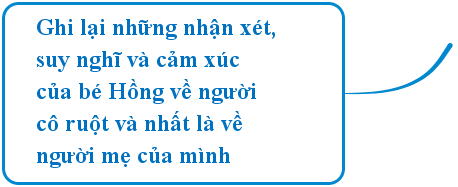 Ghi lại những nhận xét,
suy nghĩ và cảm xúc
của bé Hồng về người
cô ruột và nhất là về
người mẹ của mình